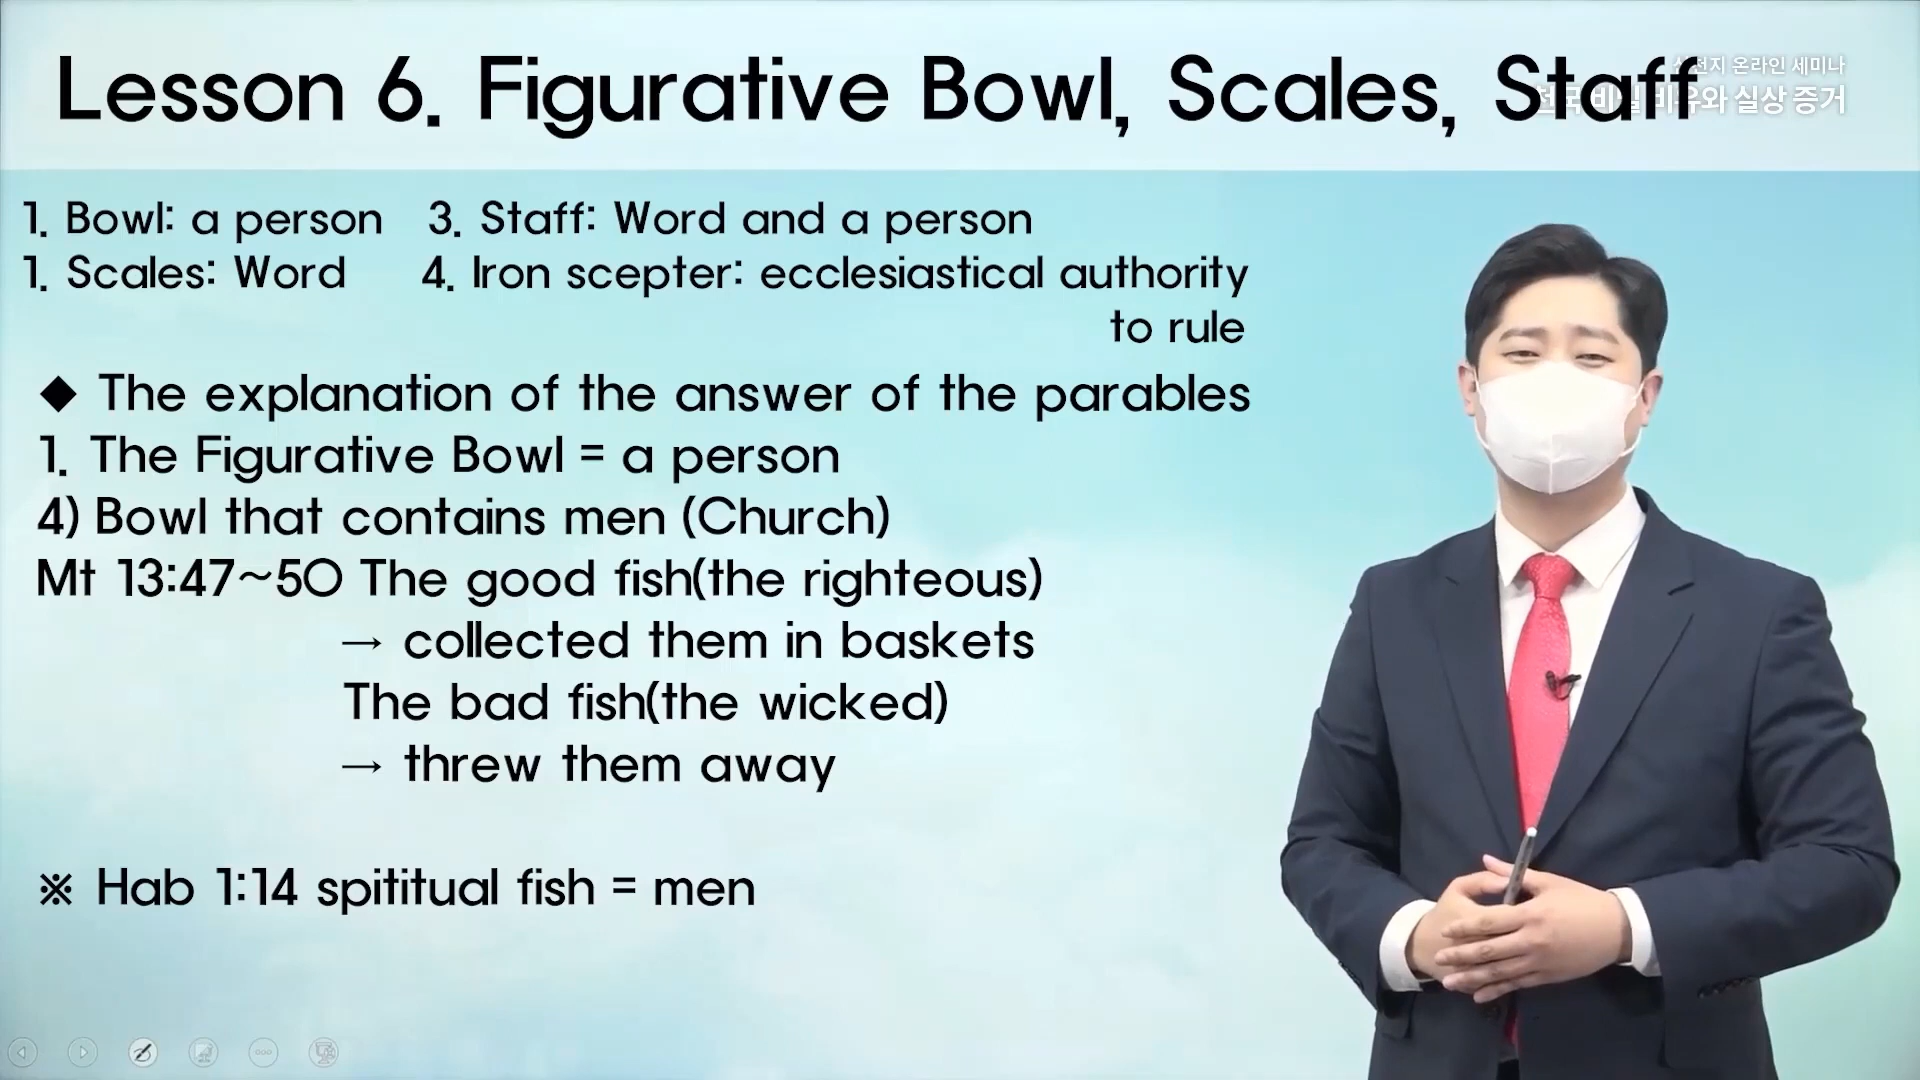 Lesson 6. Figurative Bowl, Scales, Staff
온라인 세미나
실상 증거
1. Bowl: a person 3. Staff: Word and a person
1. Scales: Word 4. Iron scepter: ecclesiastical authority
to rule
◆ The explanation of the answer of the parables
1. The Figurative Bowl = a person
4) Bowl that contains men (Church)
Mt 13:47~50 The good fish(the righteous)
→ collected them in baskets
The bad fish(the wicked)
→ threw them away
※ Hab 1:14 spititual fish = men